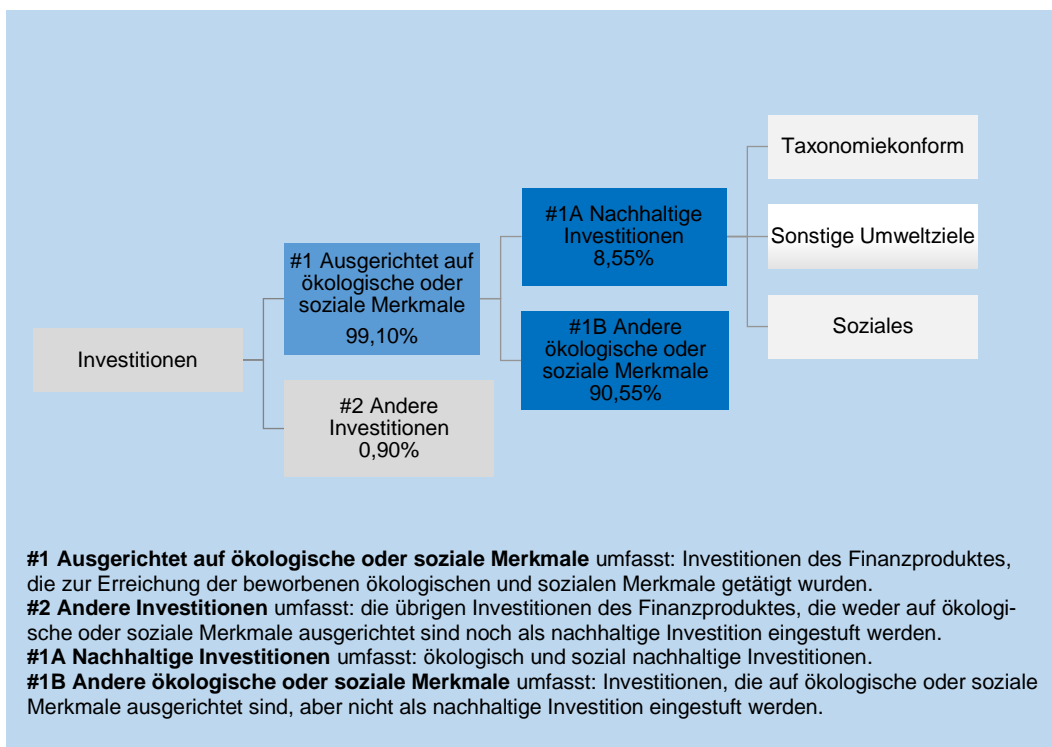 Investitionen
#1 Ausgerichtet auf
ökologische oder
soziale Merkmale
99,10%
#2 Andere
Investitionen
0,90%
#1A Nachhaltige
Investitionen
8,55%
#1B Andere
ökologische oder
soziale Merkmale
90,55%
Taxonomiekonform
Sonstige Umweltziele
Soziales
#1 Ausgerichtet auf ökologische oder soziale Merkmale umfasst: Investitionen des Finanzproduktes,
die zur Erreichung der beworbenen ökologischen und sozialen Merkmale getätigt wurden.
#2 Andere Investitionen umfasst: die übrigen Investitionen des Finanzproduktes, die weder auf ökologi-
sche oder soziale Merkmale ausgerichtet sind noch als nachhaltige Investition eingestuft werden.
#1A Nachhaltige Investitionen umfasst: ökologisch und sozial nachhaltige Investitionen.
#1B Andere ökologische oder soziale Merkmale umfasst: Investitionen, die auf ökologische oder soziale
Merkmale ausgerichtet sind, aber nicht als nachhaltige Investition eingestuft werden.